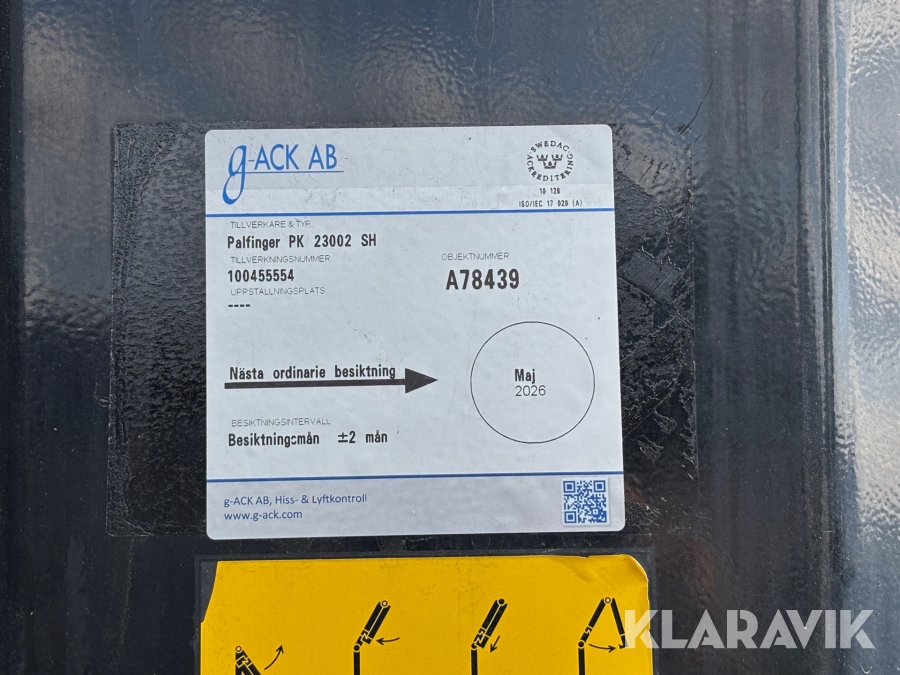 g-ACK AB
SWEDAC
ACKREDITERING
10 128
ISO/IEC 17 020 (A)
TILLVERKARE & TYP
Palfinger PK 23002 SH
TILLVERKNINGSNUMMER
100455554
OBJEKTNUMMER
A78439
UPPSTÄLLNINGSPLATS
----
Nästa ordinarie besiktning
Maj
2026
BESIKTNINGSINTERVALL
Besiktningsmån ±2 mån
g-ACK AB, Hiss- & Lyftkontroll
www.g-ack.com
KLARAVIK